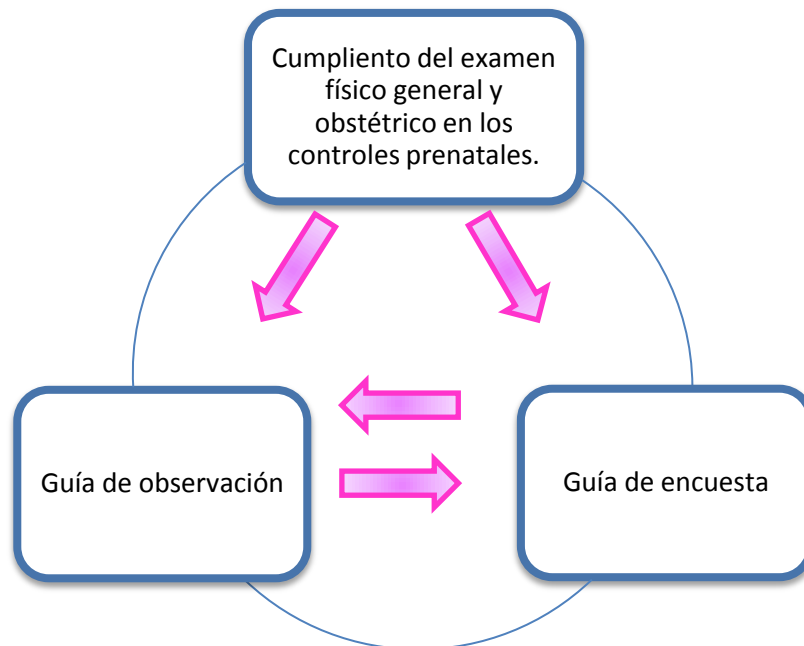 Cumpliento del examen
físico general y
obstétrico en los
controles prenatales.
Guía de observación
Guía de encuesta